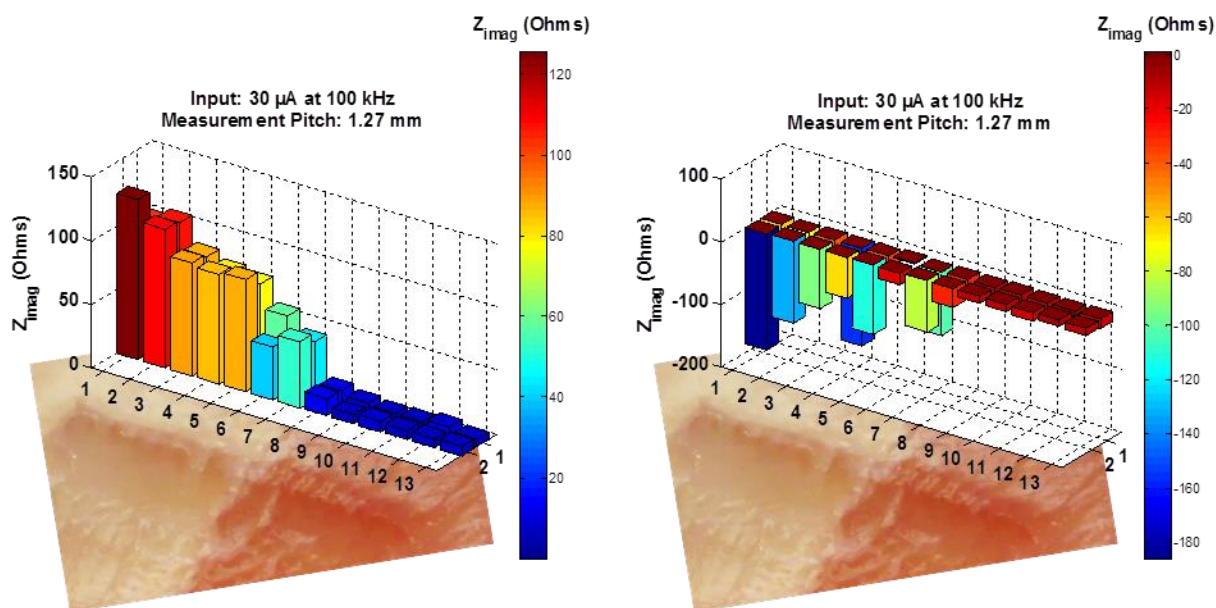 Z_imag (Ohms)
Input: 30 µA at 100 kHz
Measurement Pitch: 1.27 mm
150
100
50
0
Z_imag (Ohms)
1 2 3 4 5 6 7 8 9 10 11 12 13
1
2
120
100
80
60
40
20
Z_imag (Ohms)
Input: 30 µA at 100 kHz
Measurement Pitch: 1.27 mm
100
0
-100
-200
Z_imag (Ohms)
1 2 3 4 5 6 7 8 9 10 11 12 13
1
2
0
-20
-40
-60
-80
-100
-120
-140
-160
-180